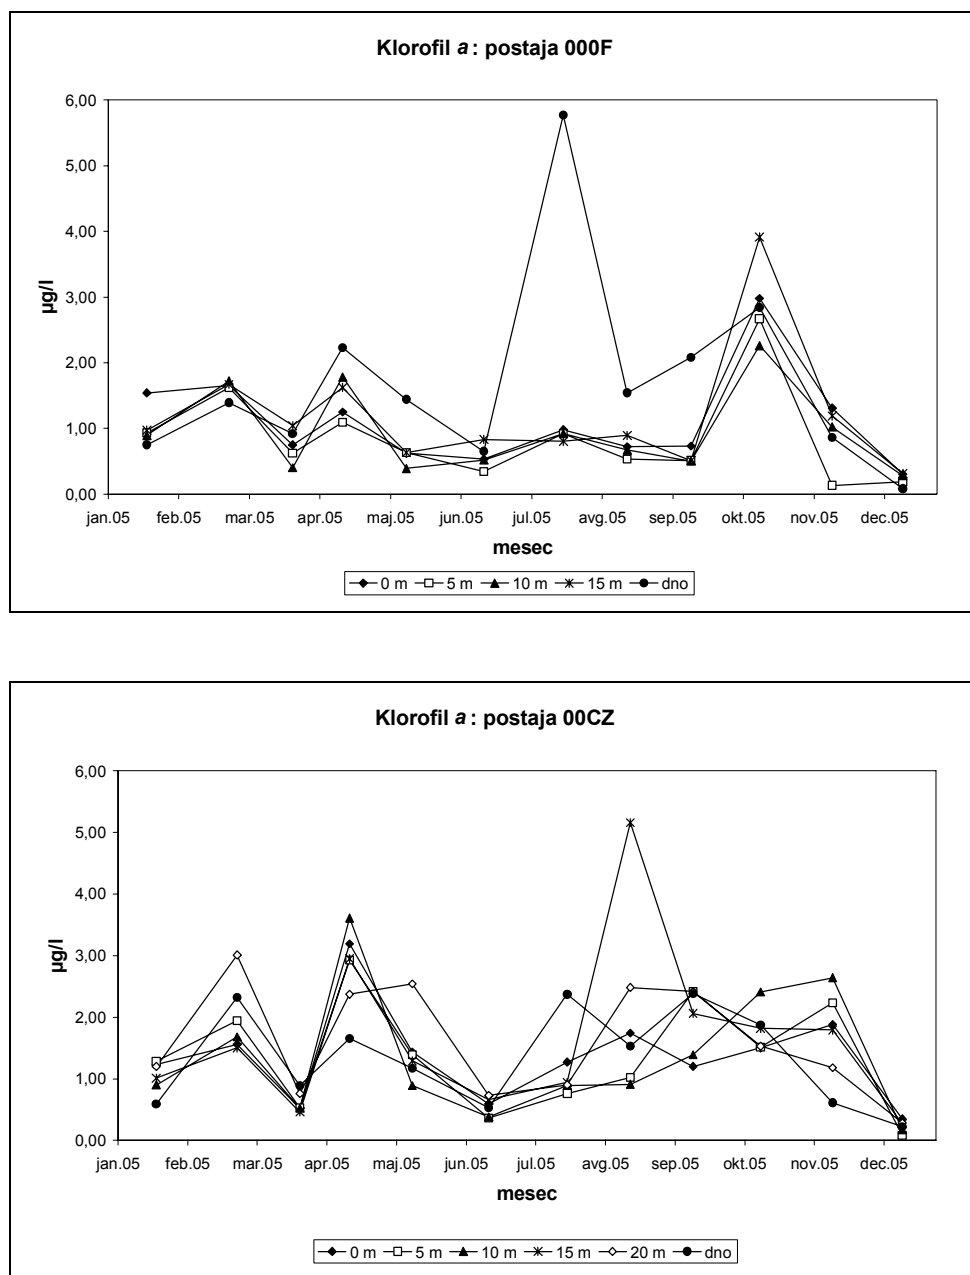 Klorofil a : postaja 000F
6,00
5,00
4,00
3,00
2,00
1,00
0,00
µg/l
jan.05 feb.05 mar.05 apr.05 maj.05 jun.05 jul.05 avg.05 sep.05 okt.05 nov.05 dec.05
mesec
0 m 5 m 10 m 15 m dno
Klorofil a : postaja 00CZ
6,00
5,00
4,00
3,00
2,00
1,00
0,00
µg/l
jan.05 feb.05 mar.05 apr.05 maj.05 jun.05 jul.05 avg.05 sep.05 okt.05 nov.05 dec.05
mesec
0 m 5 m 10 m 15 m 20 m dno